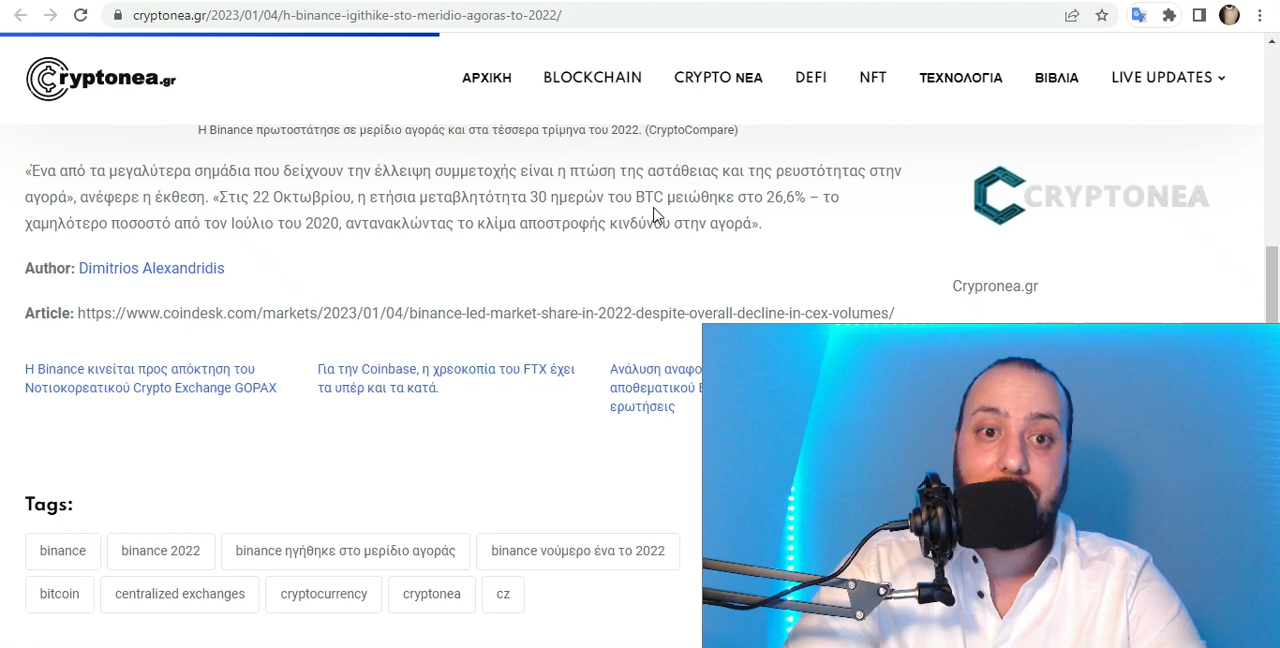 cryptonea.gr/2023/01/04/h-binance-igithike-sto-meridio-agoras-to-2022/
ryptonea.gr
ΑΡΧΙΚΗ BLOCKCHAIN CRYPTO ΝΕΑ DEFI NFT ΤΕΧΝΟΛΟΓΙΑ ΒΙΒΛΙΑ LIVE UPDATES
Η Binance πρωτοστάτησε σε μερίδιο αγοράς και στα τέσσερα τρίμηνα του 2022. (CryptoCompare)
«Ένα από τα μεγαλύτερα σημάδια που δείχνουν την έλλειψη συμμετοχής είναι η πτώση της αστάθειας και της ρευστότητας στην
αγορά», ανέφερε η έκθεση. «Στις 22 Οκτωβρίου, η ετήσια μεταβλητότητα 30 ημερών του BTC μειώθηκε στο 26,6% – το
χαμηλότερο ποσοστό από τον Ιούλιο του 2020, αντανακλώντας το κλίμα αποστροφής κινδύνου στην αγορά».
CRYPTONEA
Crypronea.gr
Author: Dimitrios Alexandridis
Article: https://www.coindesk.com/markets/2023/01/04/binance-led-market-share-in-2022-despite-overall-decline-in-cex-volumes/
Η Binance κινείται προς απόκτηση του
Νοτιοκορεατικού Crypto Exchange GOPAX
Για την Coinbase, η χρεοκοπία του FTX έχει
τα υπέρ και τα κατά.
Ανάλυση αναφο
αποθεματικού
ερωτήσεις
Tags:
binance binance 2022 binance ηγήθηκε στο μερίδιο αγοράς binance νούμερο ένα το 2022
bitcoin centralized exchanges cryptocurrency cryptonea cz